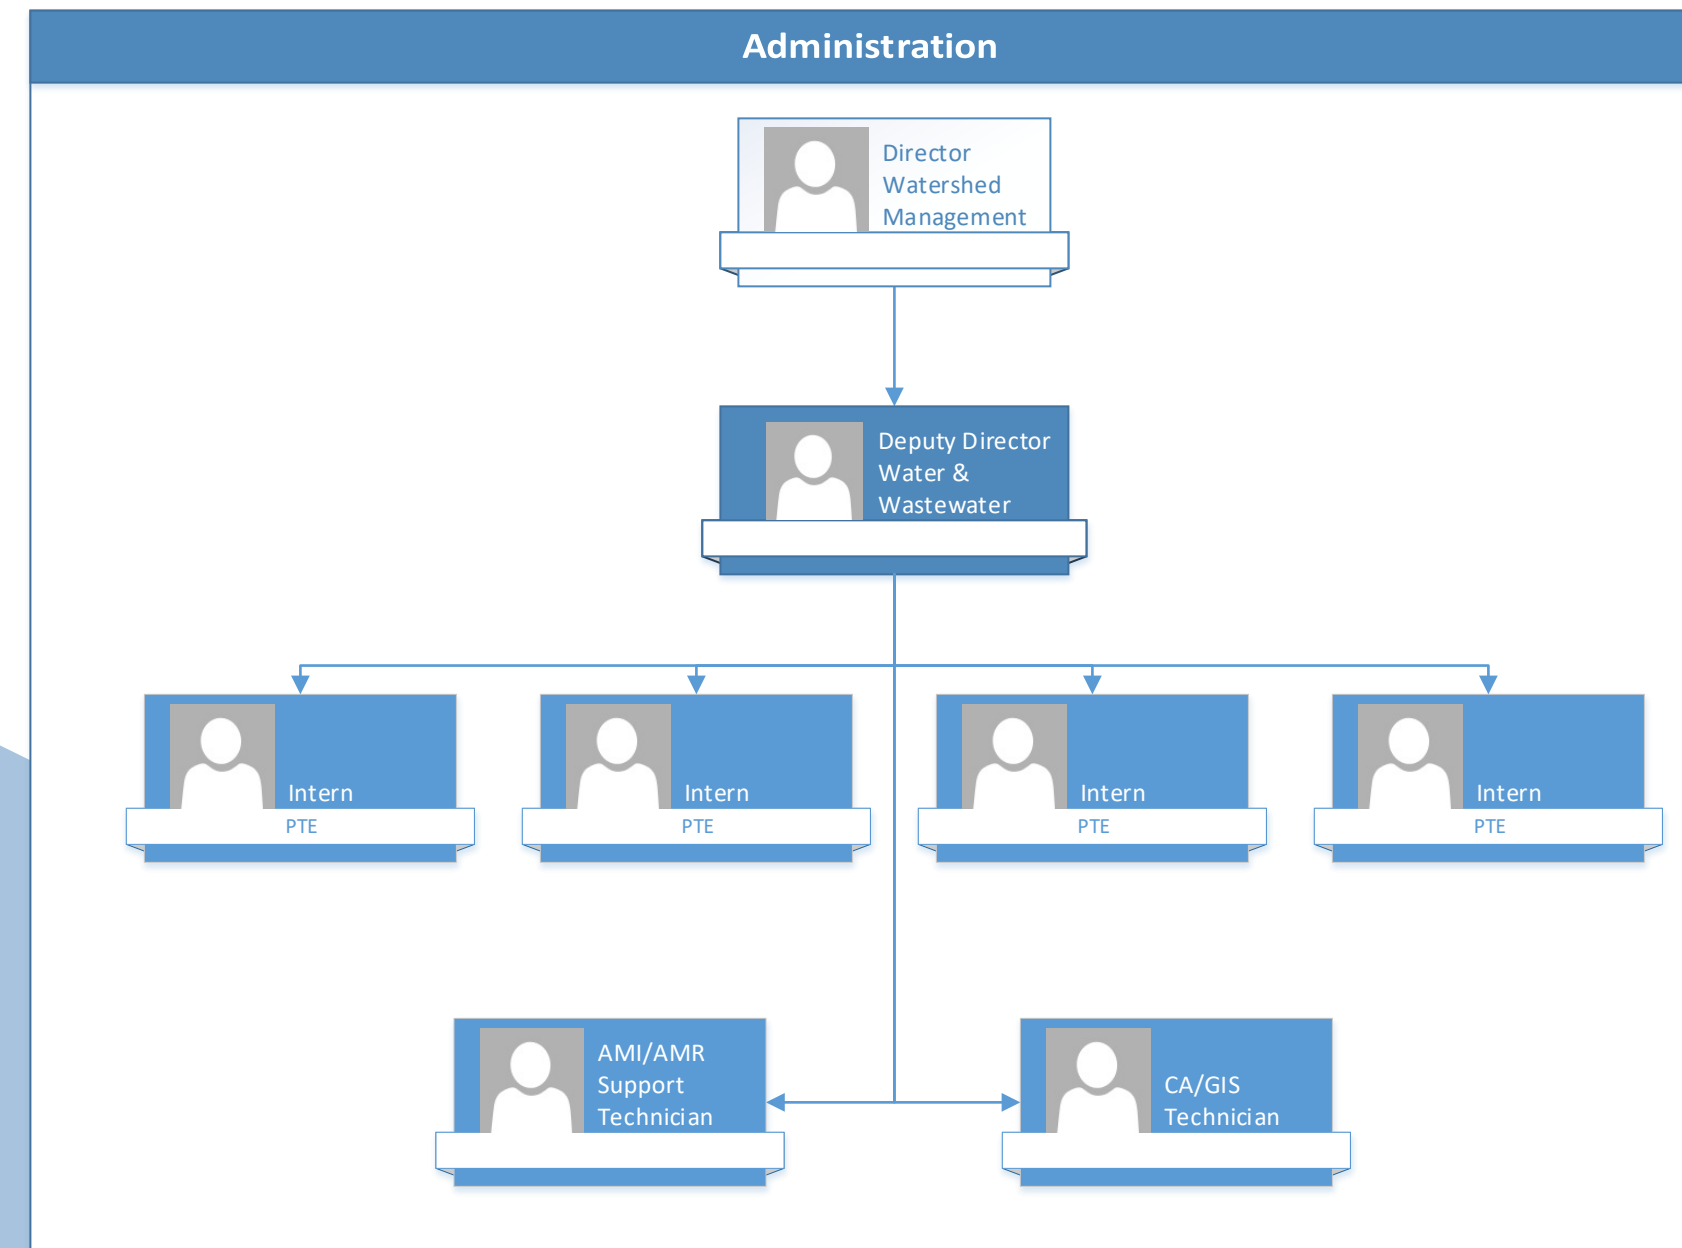 Administration
Director
Watershed
Management
Deputy Director
Water &
Wastewater
Intern
PTE
Intern
PTE
Intern
PTE
Intern
PTE
AMI/AMR
Support
Technician
CA/GIS
Technician